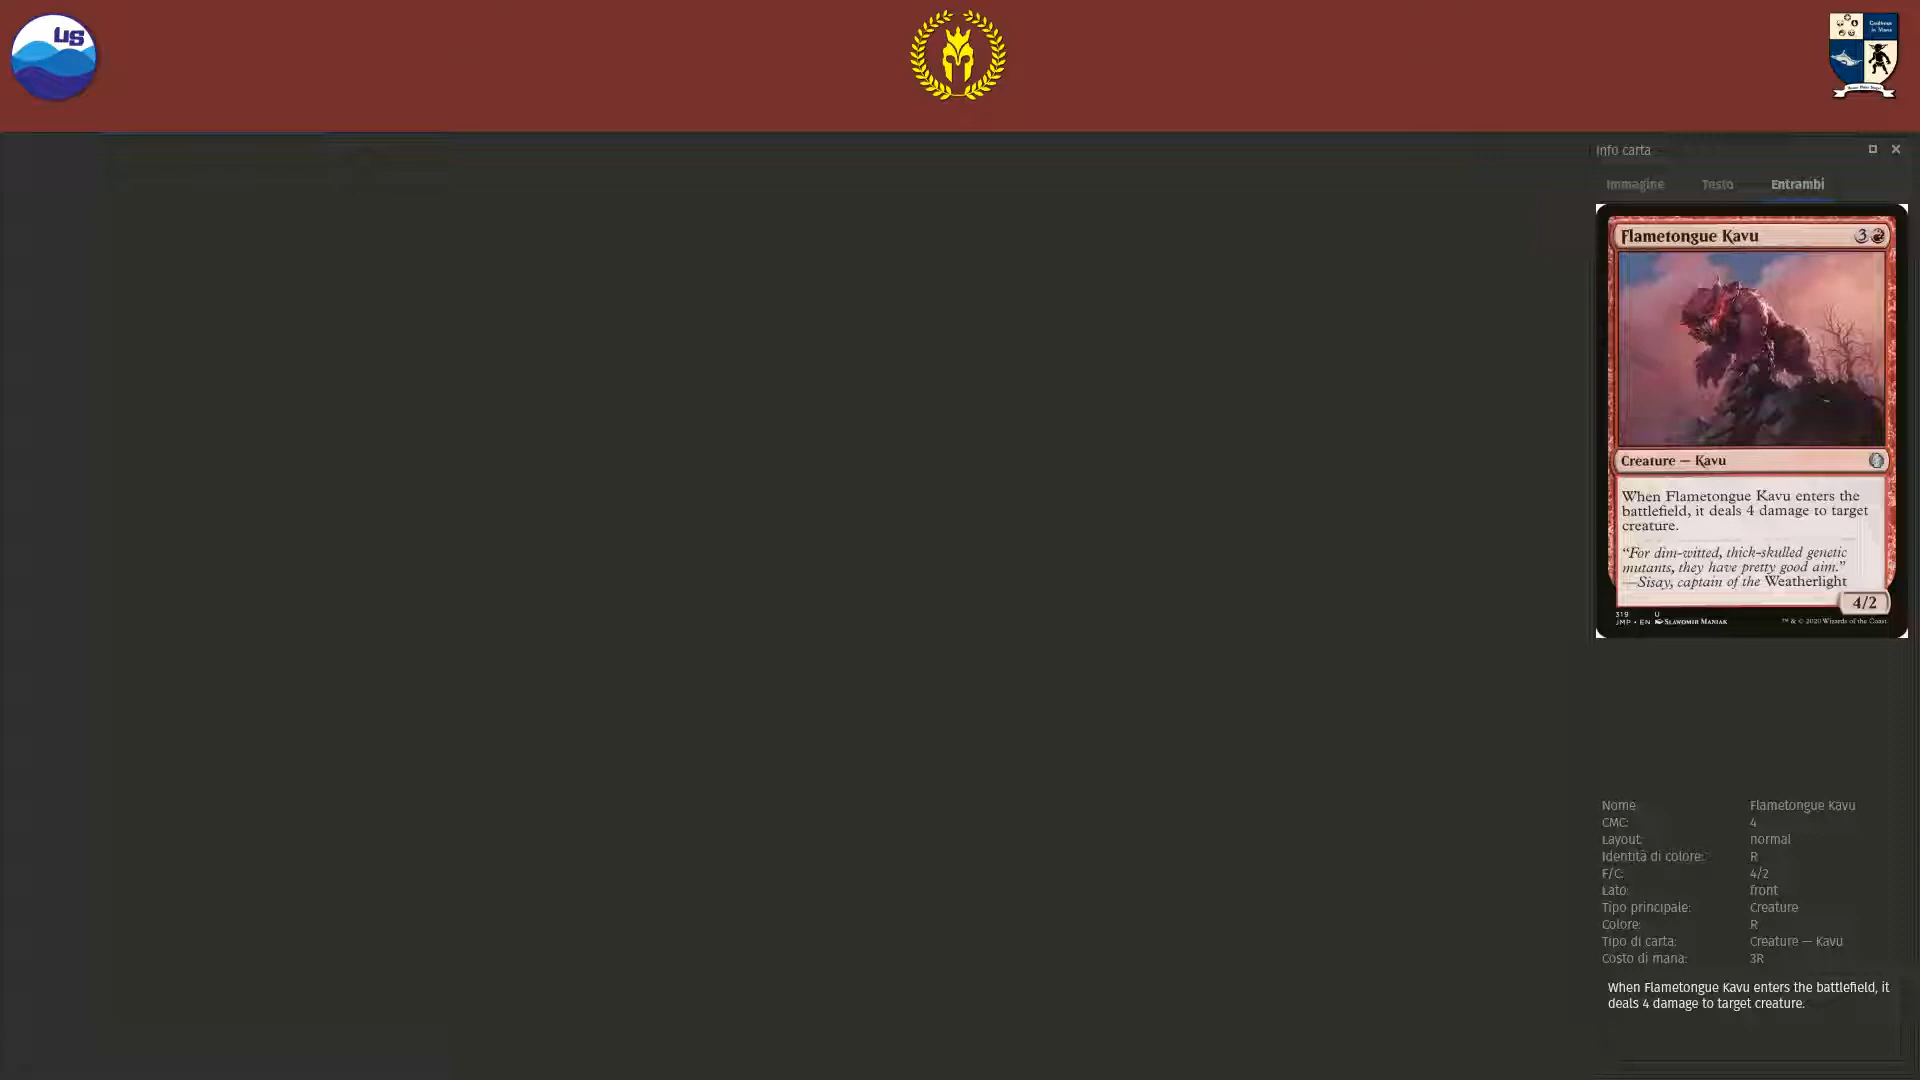 US
Info carta
Immagine Testo Entrambi
Flametongue Kavu 3
Creature — Kavu
When Flametongue Kavu enters the
battlefield, it deals 4 damage to target
creature.
“For dim-witted, thick-skulled genetic
mutants, they have pretty good aim.”
—Sisay, captain of the Weatherlight
4/2
319 U
JMP • EN SLAWOMIR MANIAK ™ & © 2020 Wizards of the Coast
Nome Flametongue Kavu
CMC: 4
Layout: normal
Identità di colore: R
F/C: 4/2
Lato: front
Tipo principale: Creature
Colore: R
Tipo di carta: Creature — Kavu
Costo di mana: 3R
When Flametongue Kavu enters the battlefield, it
deals 4 damage to target creature.